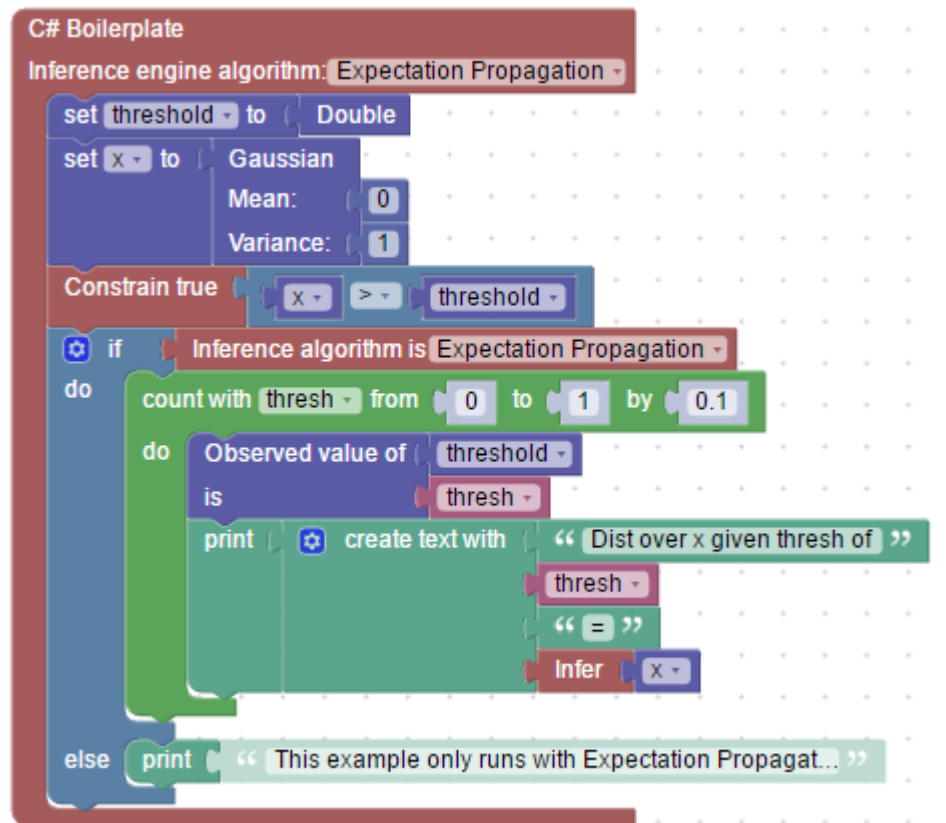 C# Boilerplate
Inference engine algorithm: Expectation Propagation
set threshold to Double
set x to Gaussian
Mean: 0
Variance: 1
Constrain true x > threshold
if Inference algorithm is Expectation Propagation
do count with thresh from 0 to 1 by 0.1
do Observed value of threshold
is thresh
print create text with “ Dist over x given thresh of ”
thresh
“ = ”
Infer x
else print “ This example only runs with Expectation Propagat... ”